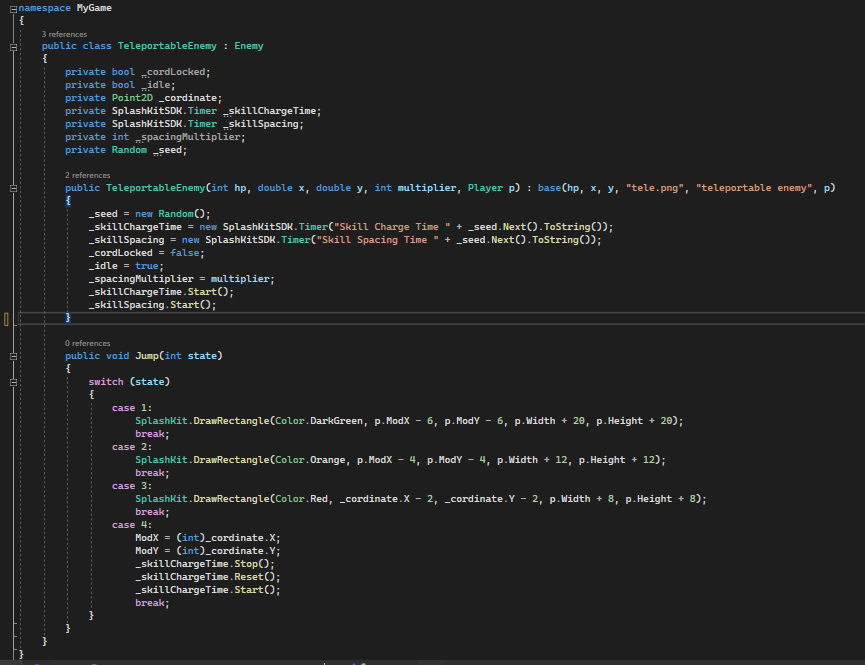 namespace MyGame
{
3 references
public class TeleportableEnemy : Enemy
{
private bool _cordLocked;
private bool _idle;
private Point2D _cordinate;
private SplashKitSDK.Timer _skillChargeTime;
private SplashKitSDK.Timer _skillSpacing;
private int _spacingMultiplier;
private Random _seed;
2 references
public TeleportableEnemy(int hp, double x, double y, int multiplier, Player p) : base(hp, x, y, "tele.png", "teleportable enemy", p)
{
_seed = new Random();
_skillChargeTime = new SplashKitSDK.Timer("Skill Charge Time " + _seed.Next().ToString());
_skillSpacing = new SplashKitSDK.Timer("Skill Spacing Time " + _seed.Next().ToString());
_cordLocked = false;
_idle = true;
_spacingMultiplier = multiplier;
_skillChargeTime.Start();
_skillSpacing.Start();
}
0 references
public void Jump(int state)
{
switch (state)
{
case 1:
SplashKit.DrawRectangle(Color.DarkGreen, p.ModX - 6, p.ModY - 6, p.Width + 20, p.Height + 20);
break;
case 2:
SplashKit.DrawRectangle(Color.Orange, p.ModX - 4, p.ModY - 4, p.Width + 12, p.Height + 12);
break;
case 3:
SplashKit.DrawRectangle(Color.Red, _cordinate.X - 2, _cordinate.Y - 2, p.Width + 8, p.Height + 8);
break;
case 4:
ModX = (int)_cordinate.X;
ModY = (int)_cordinate.Y;
_skillChargeTime.Stop();
_skillChargeTime.Reset();
_skillChargeTime.Start();
break;
}
}
}
}